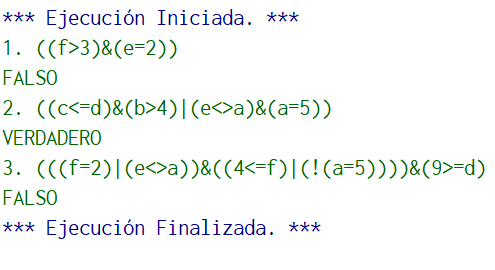 *** Ejecución Iniciada. ***
1. ((f>3)&(e=2))
FALSO
2. ((c<=d)&(b>4)|(e<>a)&(a=5))
VERDADERO
3. (((f=2)|(e<>a))&((4<=f)|(!(a=5))))&(9>=d)
FALSO
*** Ejecución Finalizada. ***